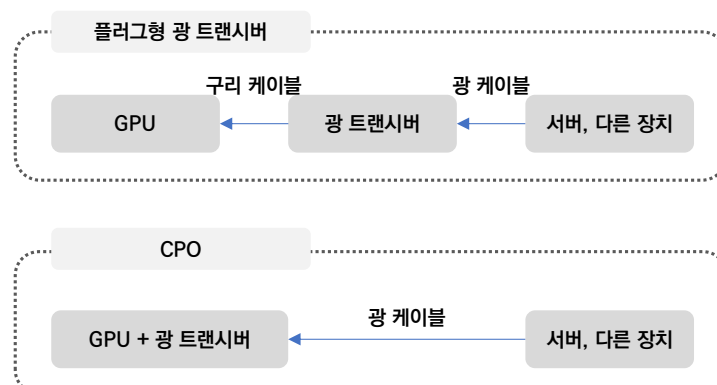 플러그형 광 트랜시버
구리 케이블
광 케이블
GPU
광 트랜시버
서버, 다른 장치
CPO
광 케이블
GPU + 광 트랜시버
서버, 다른 장치